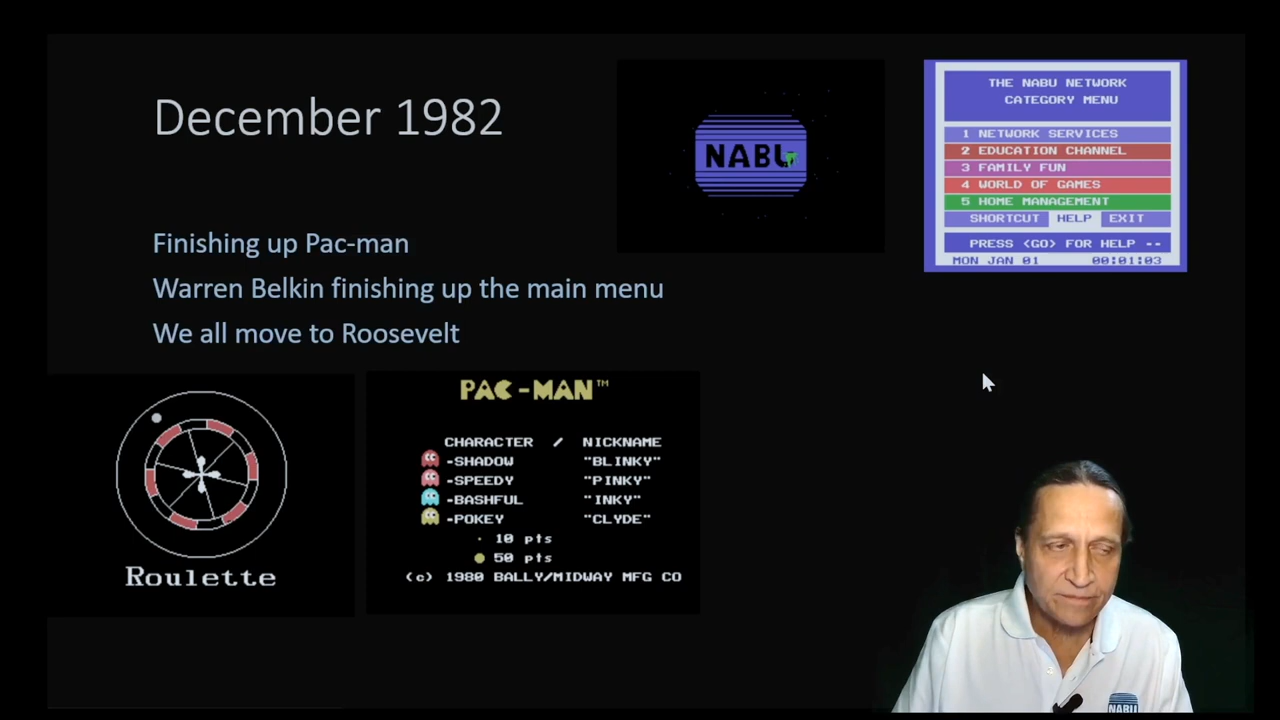 December 1982
Finishing up Pac-man
Warren Belkin finishing up the main menu
We all move to Roosevelt
NABU
THE NABU NETWORK
CATEGORY MENU
1 NETWORK SERVICES
2 EDUCATION CHANNEL
3 FAMILY FUN
4 WORLD OF GAMES
5 HOME MANAGEMENT
SHORTCUT HELP EXIT
PRESS <GO> FOR HELP --
MON JAN 01 00:01:03
Roulette
PAC-MAN™
CHARACTER / NICKNAME
-SHADOW "BLINKY"
-SPEEDY "PINKY"
-BASHFUL "INKY"
-POKEY "CLYDE"
· 10 pts
50 pts
(c) 1980 BALLY/MIDWAY MFG CO
NABU